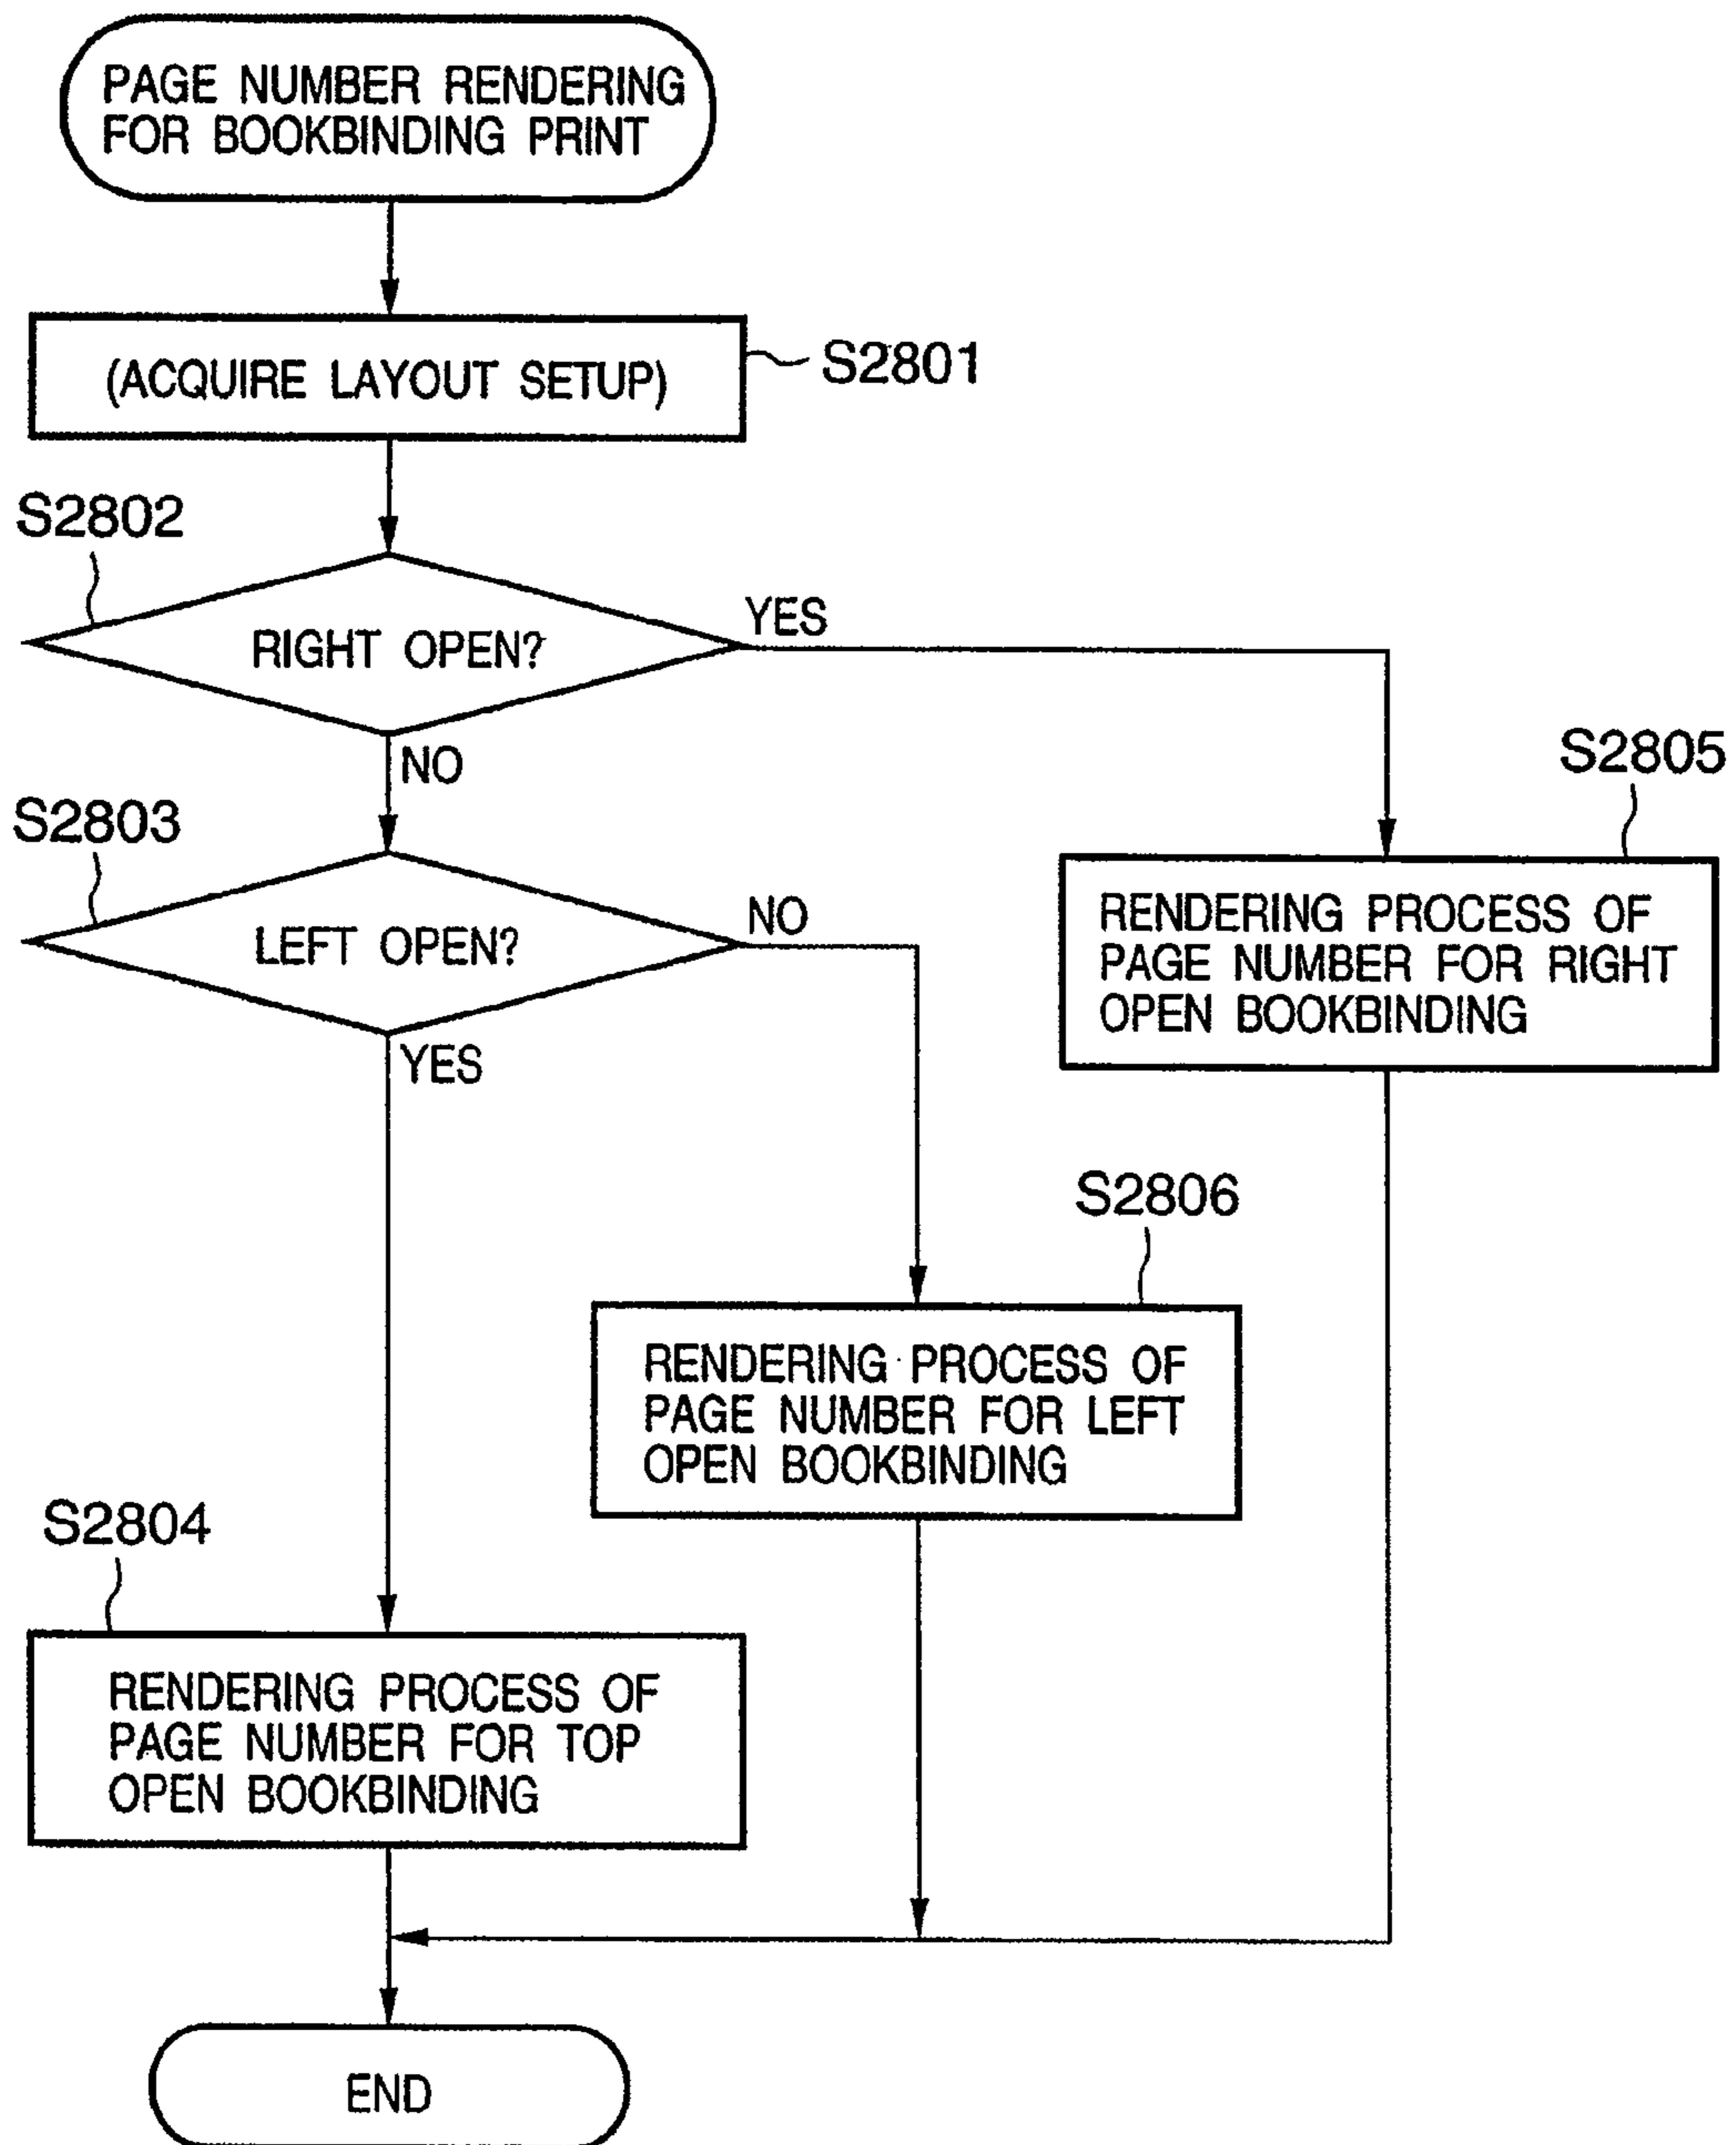 PAGE NUMBER RENDERING
FOR BOOKBINDING PRINT
(ACQUIRE LAYOUT SETUP)
S2801
S2802
RIGHT OPEN?
YES
NO
S2803
LEFT OPEN?
NO
YES
S2805
RENDERING PROCESS OF
PAGE NUMBER FOR RIGHT
OPEN BOOKBINDING
S2806
RENDERING PROCESS OF
PAGE NUMBER FOR LEFT
OPEN BOOKBINDING
S2804
RENDERING PROCESS OF
PAGE NUMBER FOR TOP
OPEN BOOKBINDING
END